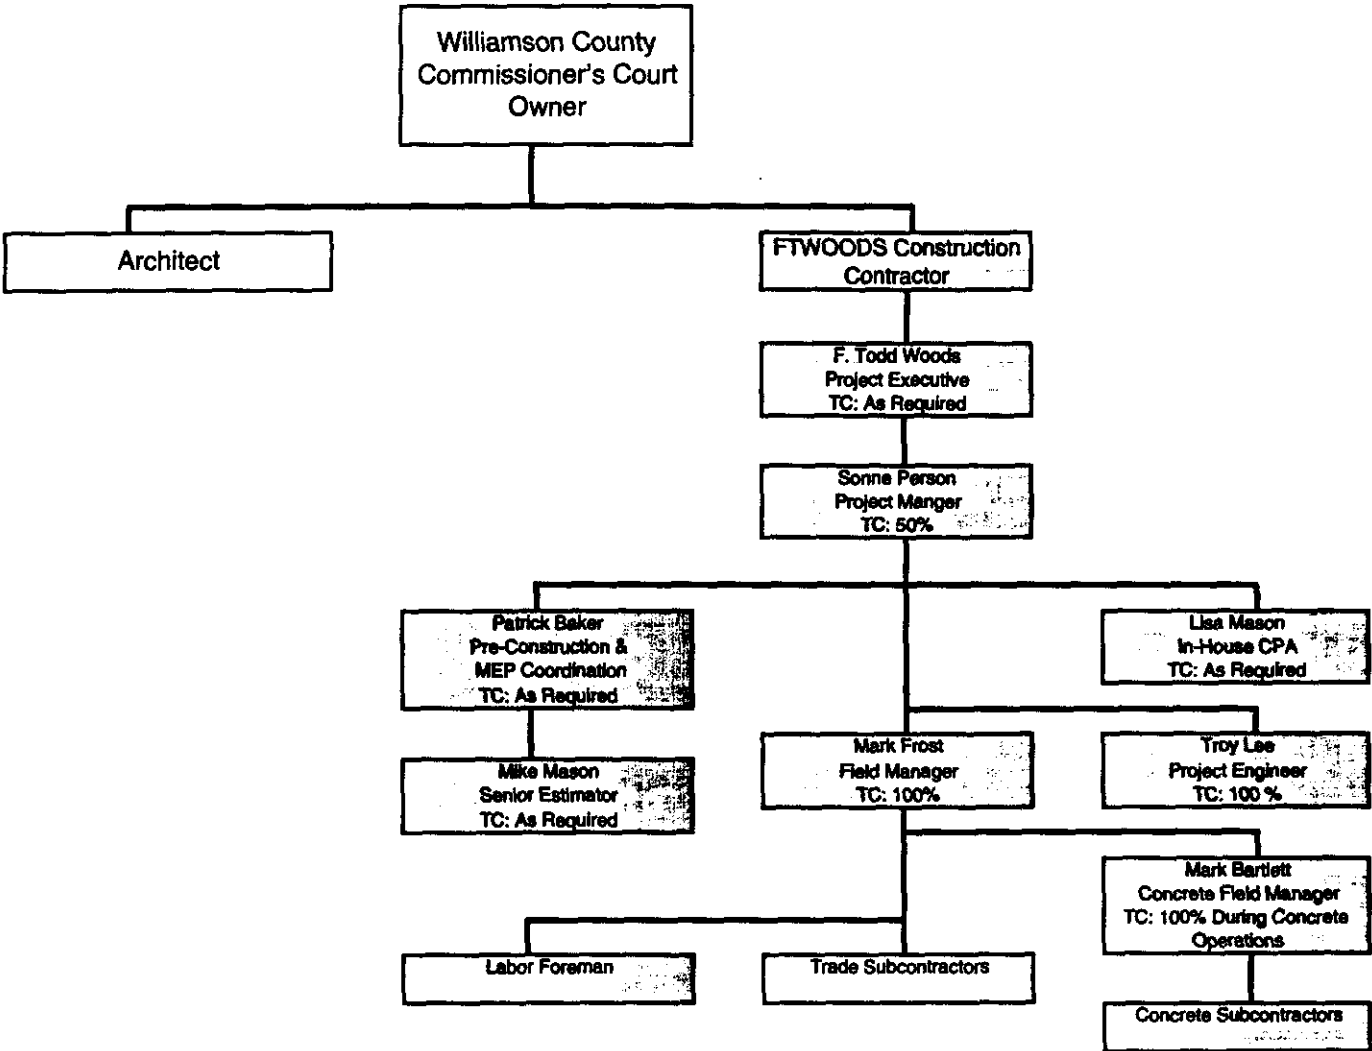 Williamson County
Commissioner's Court
Owner
Architect
FTWOODS Construction
Contractor
F. Todd Woods
Project Executive
TC: As Required
Sonne Person
Project Manger
TC: 50%
Patrick Baker
Pre-Construction &
MEP Coordination
TC: As Required
Lisa Mason
In-House CPA
TC: As Required
Mike Mason
Senior Estimator
TC: As Required
Mark Frost
Field Manager
TC: 100%
Troy Lee
Project Engineer
TC: 100 %
Mark Bartlett
Concrete Field Manager
TC: 100% During Concrete
Operations
Labor Foreman
Trade Subcontractors
Concrete Subcontractors